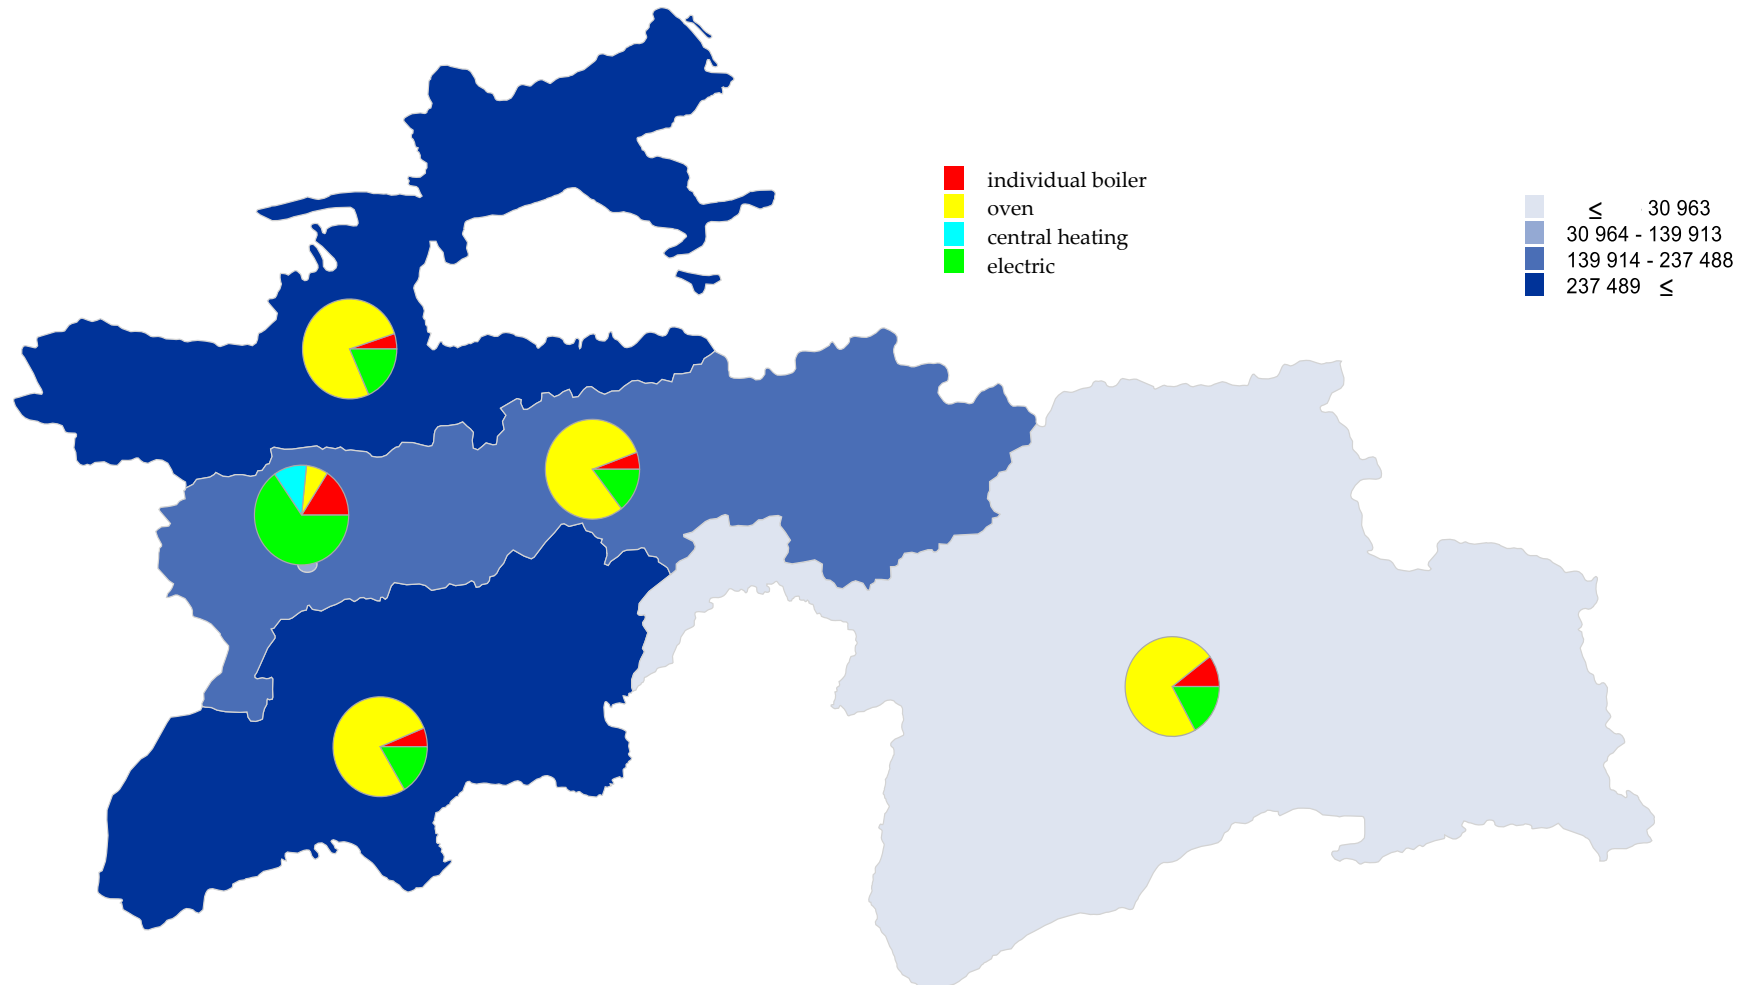 individual boiler
oven
central heating
electric
≤ 30 963
30 964 - 139 913
139 914 - 237 488
237 489 ≤